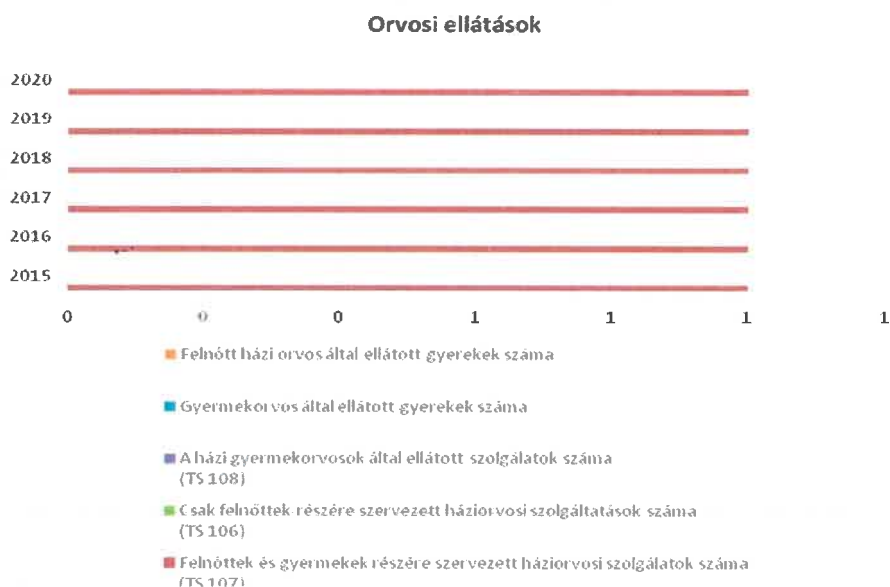 Orvosi ellátások
2020
2019
2018
2017
2016
2015
0 0 0 1 1 1 1
Felnőtt házi orvos által ellátott gyerekek száma
Gyermekorvos által ellátott gyerekek száma
A házi gyermekorvosok által ellátott szolgálatok száma
(TS 108)
Csak felnőttek részére szervezett háziorvosi szolgáltatások száma
(TS 106)
Felnőttek és gyermekek részére szervezett háziorvosi szolgálatok száma
(TS 107)